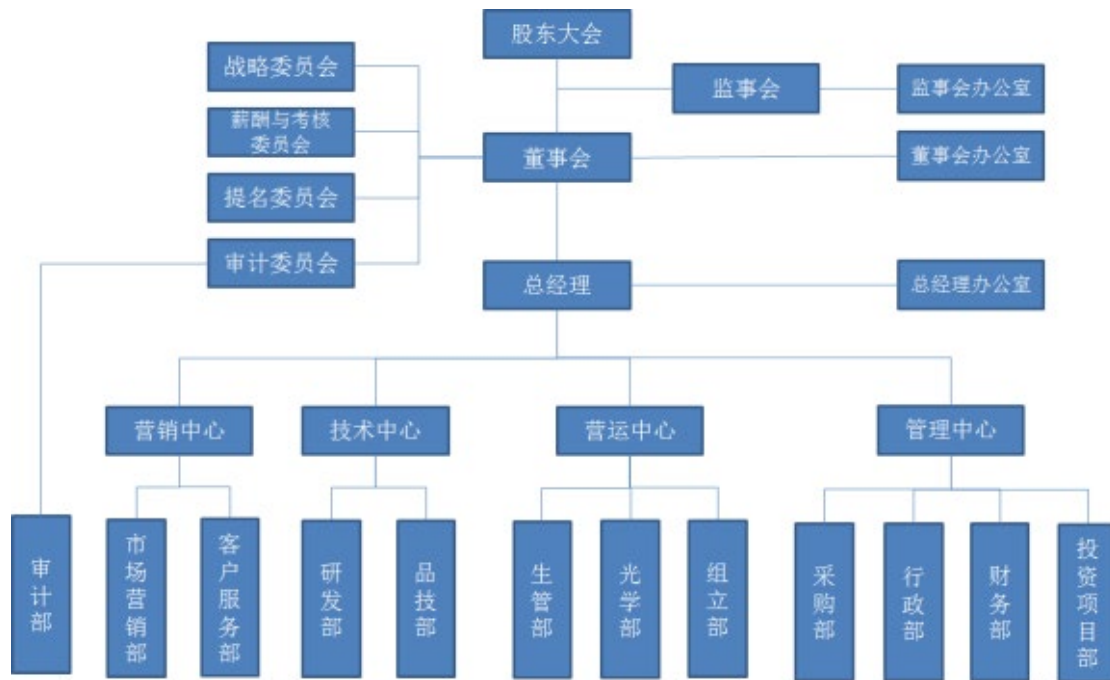 股东大会
战略委员会
监事会
监事会办公室
薪酬与考核
委员会
董事会
董事会办公室
提名委员会
审计委员会
总经理
总经理办公室
营销中心
技术中心
营运中心
管理中心
审计部
市场营销部
客户服务部
研发部
品技部
生管部
光学部
组立部
采购部
行政部
财务部
投资项目部